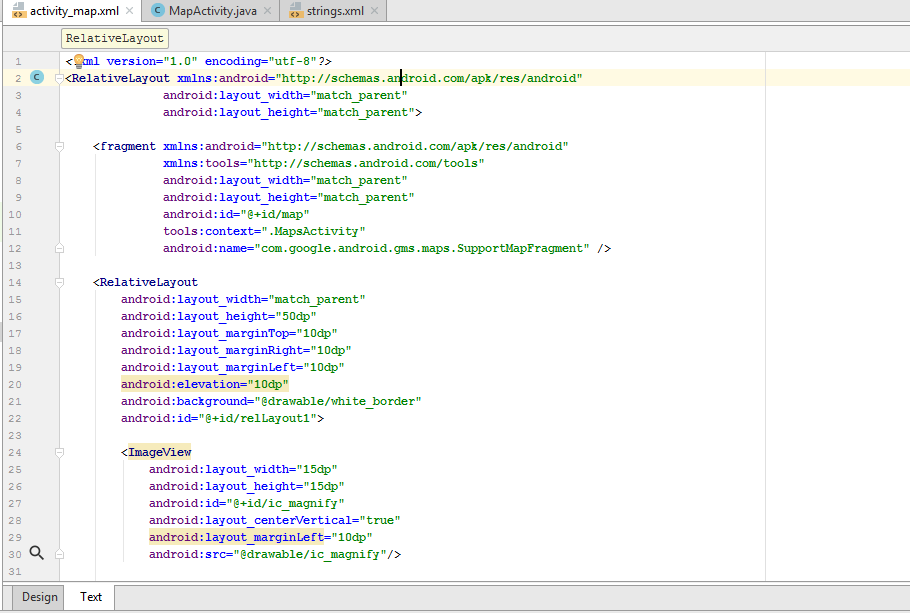 activity_map.xml MapActivity.java strings.xml
RelativeLayout
1 <?xml version="1.0" encoding="utf-8"?>
2 <RelativeLayout xmlns:android="http://schemas.android.com/apk/res/android"
3 android:layout_width="match_parent"
4 android:layout_height="match_parent">
5
6 <fragment xmlns:android="http://schemas.android.com/apk/res/android"
7 xmlns:tools="http://schemas.android.com/tools"
8 android:layout_width="match_parent"
9 android:layout_height="match_parent"
10 android:id="@+id/map"
11 tools:context=".MapsActivity"
12 android:name="com.google.android.gms.maps.SupportMapFragment" />
13
14 <RelativeLayout
15 android:layout_width="match_parent"
16 android:layout_height="50dp"
17 android:layout_marginTop="10dp"
18 android:layout_marginRight="10dp"
19 android:layout_marginLeft="10dp"
20 android:elevation="10dp"
21 android:background="@drawable/white_border"
22 android:id="@+id/relLayout1">
23
24 <ImageView
25 android:layout_width="15dp"
26 android:layout_height="15dp"
27 android:id="@+id/ic_magnify"
28 android:layout_centerVertical="true"
29 android:layout_marginLeft="10dp"
30 android:src="@drawable/ic_magnify"/>
31
Design Text